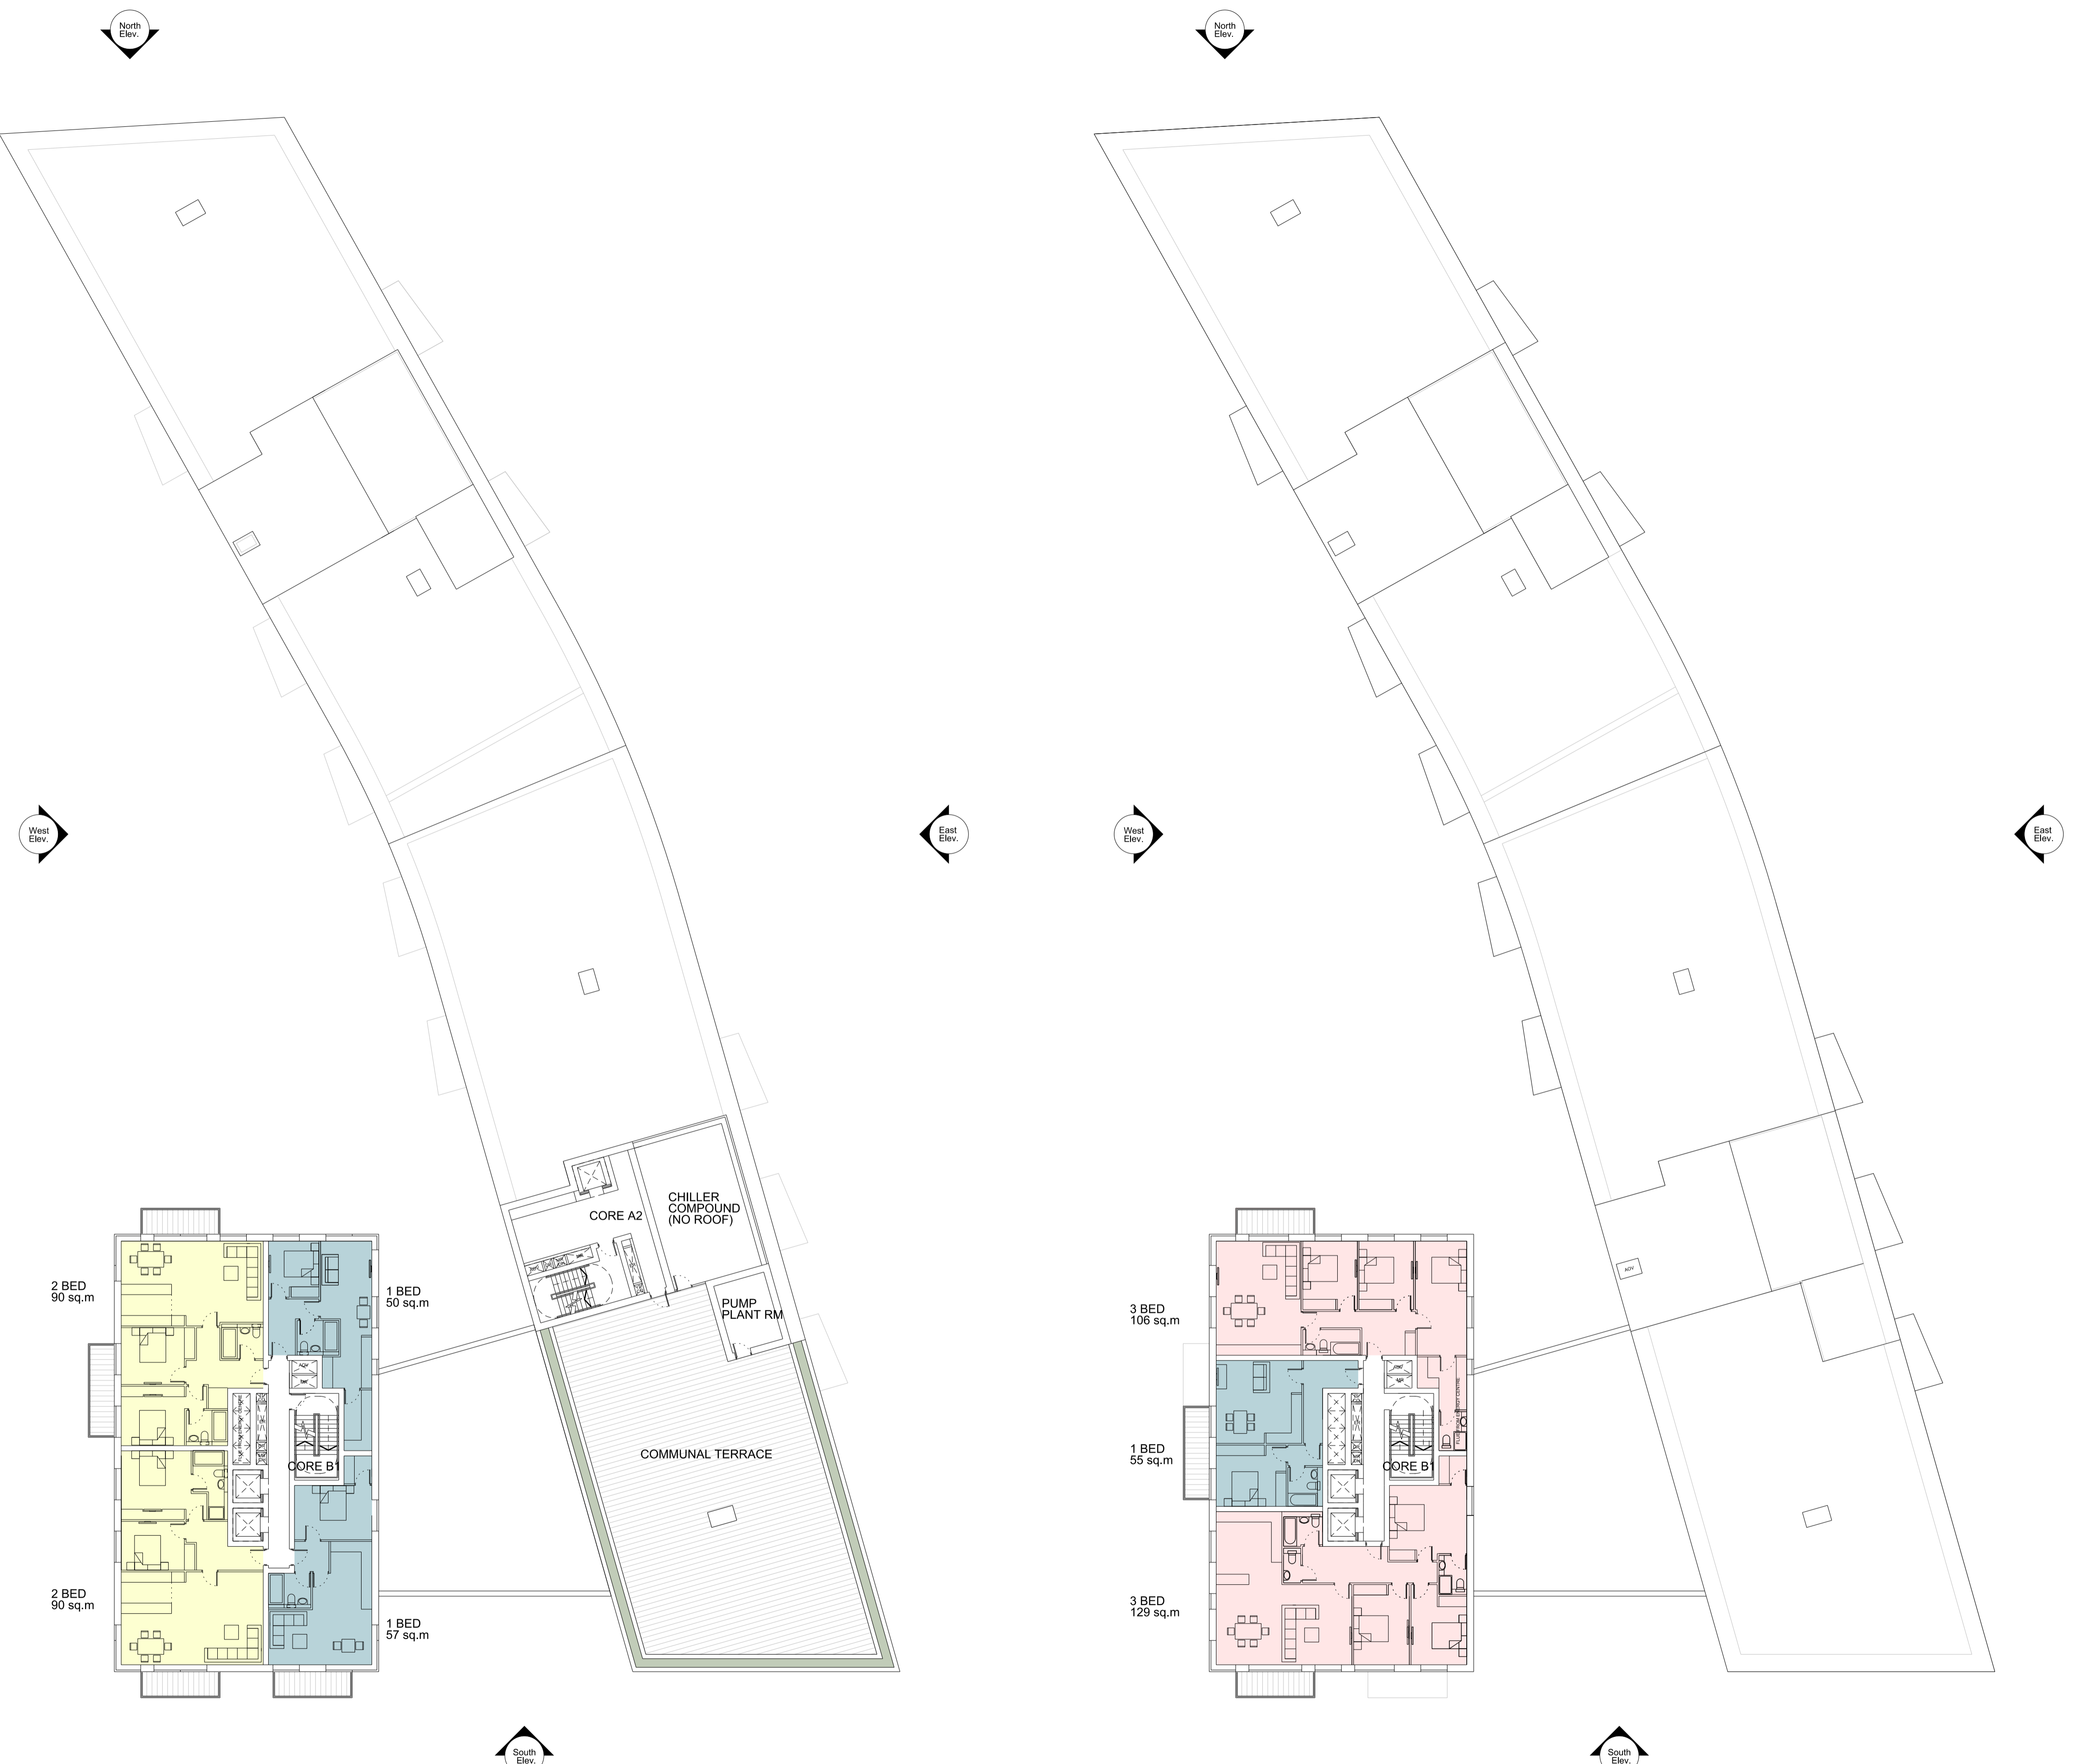 North
Elev.
North
Elev.
West
Elev.
East
Elev.
West
Elev.
East
Elev.
CHILLER
COMPOUND
(NO ROOF)
CORE A2
PUMP
PLANT RM
COMMUNAL TERRACE
2 BED
90 sq.m
1 BED
50 sq.m
AOV
CORE B1
2 BED
90 sq.m
1 BED
57 sq.m
AOV
3 BED
106 sq.m
1 BED
55 sq.m
CORE B1
3 BED
129 sq.m
South
Elev.
South
Elev.